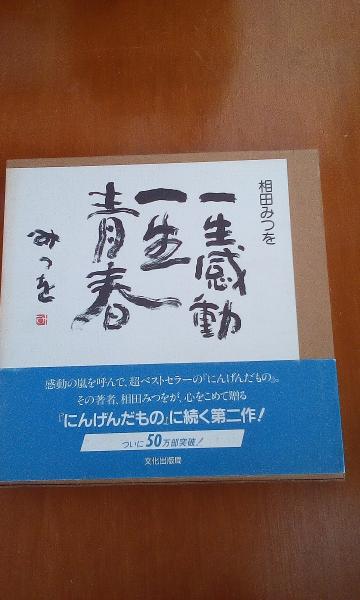 相田みつを
一生感動
一生
青春
みつを
感動の嵐を呼んで、超ベストセラーの『にんげんだもの』。
その著者、相田みつをが、心をこめて贈る
『にんげんだもの』に続く第二作！
ついに50万部突破！
文化出版局